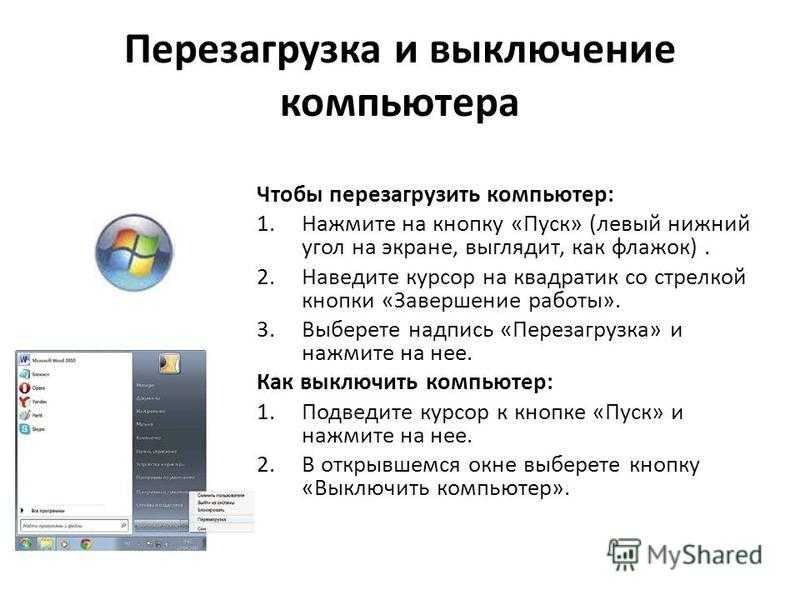 Перезагрузка и выключение
компьютера
Чтобы перезагрузить компьютер:
1. Нажмите на кнопку «Пуск» (левый нижний
угол на экране, выглядит, как флажок) .
2. Наведите курсор на квадратик со стрелкой
кнопки «Завершение работы».
3. Выберете надпись «Перезагрузка» и
нажмите на нее.
Как выключить компьютер:
1. Подведите курсор к кнопке «Пуск» и
нажмите на нее.
2. В открывшемся окне выберете кнопку
«Выключить компьютер».
Microsoft Word 2010
Блокнот
Opera
Yandex
Paint
Skype
Все программы
Найти программы и файлы
Документы
Музыка
Компьютер
Сменить пользователя
Выйти из системы
Блокировать
Перезагрузка
Сон
MyShared